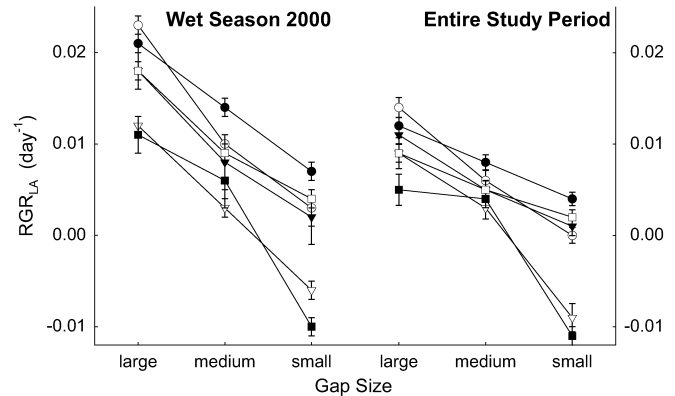 Wet Season 2000
Entire Study Period
0.02
0.02
0.01
0.01
0.00
0.00
-0.01
-0.01
RGR_LA (day⁻¹)
large medium small large medium small
Gap Size